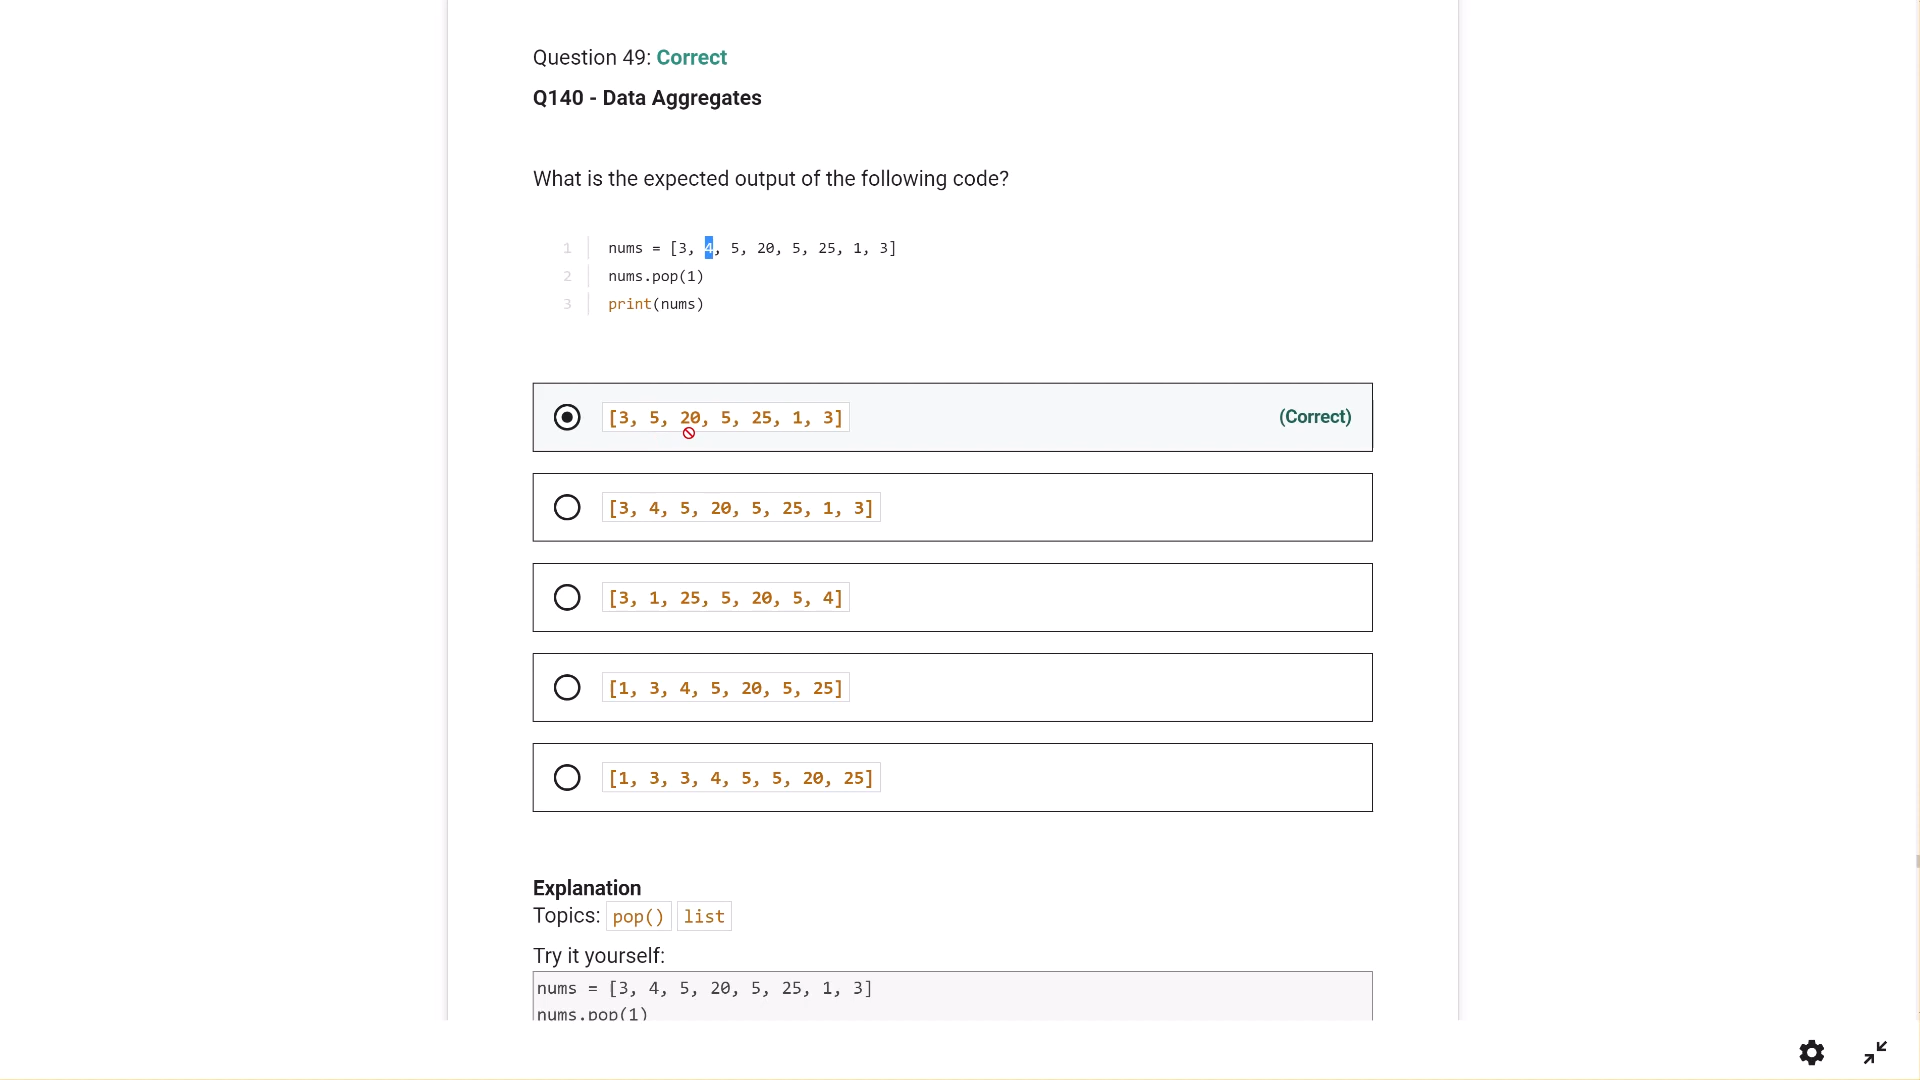 Question 49: Correct
Q140 - Data Aggregates
What is the expected output of the following code?
1 nums = [3, 4, 5, 20, 5, 25, 1, 3]
2 nums.pop(1)
3 print(nums)
[3, 5, 20, 5, 25, 1, 3] (Correct)
[3, 4, 5, 20, 5, 25, 1, 3]
[3, 1, 25, 5, 20, 5, 4]
[1, 3, 4, 5, 20, 5, 25]
[1, 3, 3, 4, 5, 5, 20, 25]
Explanation
Topics: pop() list
Try it yourself:
nums = [3, 4, 5, 20, 5, 25, 1, 3]
nums.pop(1)